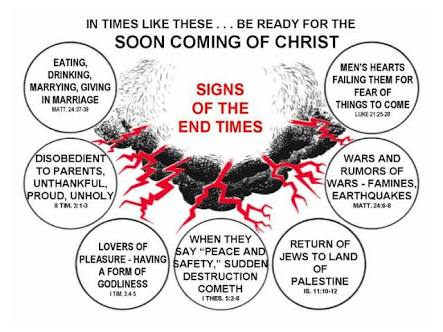 IN TIMES LIKE THESE . . . BE READY FOR THE
SOON COMING OF CHRIST
SIGNS
OF THE
END TIMES
EATING,
DRINKING,
MARRYING, GIVING
IN MARRIAGE
MATT. 24:37-39
MEN'S HEARTS
FAILING THEM FOR
FEAR OF
THINGS TO COME
LUKE 21:25-28
DISOBEDIENT
TO PARENTS,
UNTHANKFUL,
PROUD, UNHOLY
II TIM. 3:1-3
WARS AND
RUMORS OF
WARS - FAMINES,
EARTHQUAKES
MATT. 24:6-8
LOVERS OF
PLEASURE - HAVING
A FORM OF
GODLINESS
I TIM. 3:4-5
WHEN THEY
SAY "PEACE AND
SAFETY," SUDDEN
DESTRUCTION
COMETH
I THES. 5:2-8
RETURN OF
JEWS TO LAND
OF
PALESTINE
IS. 11:10-12